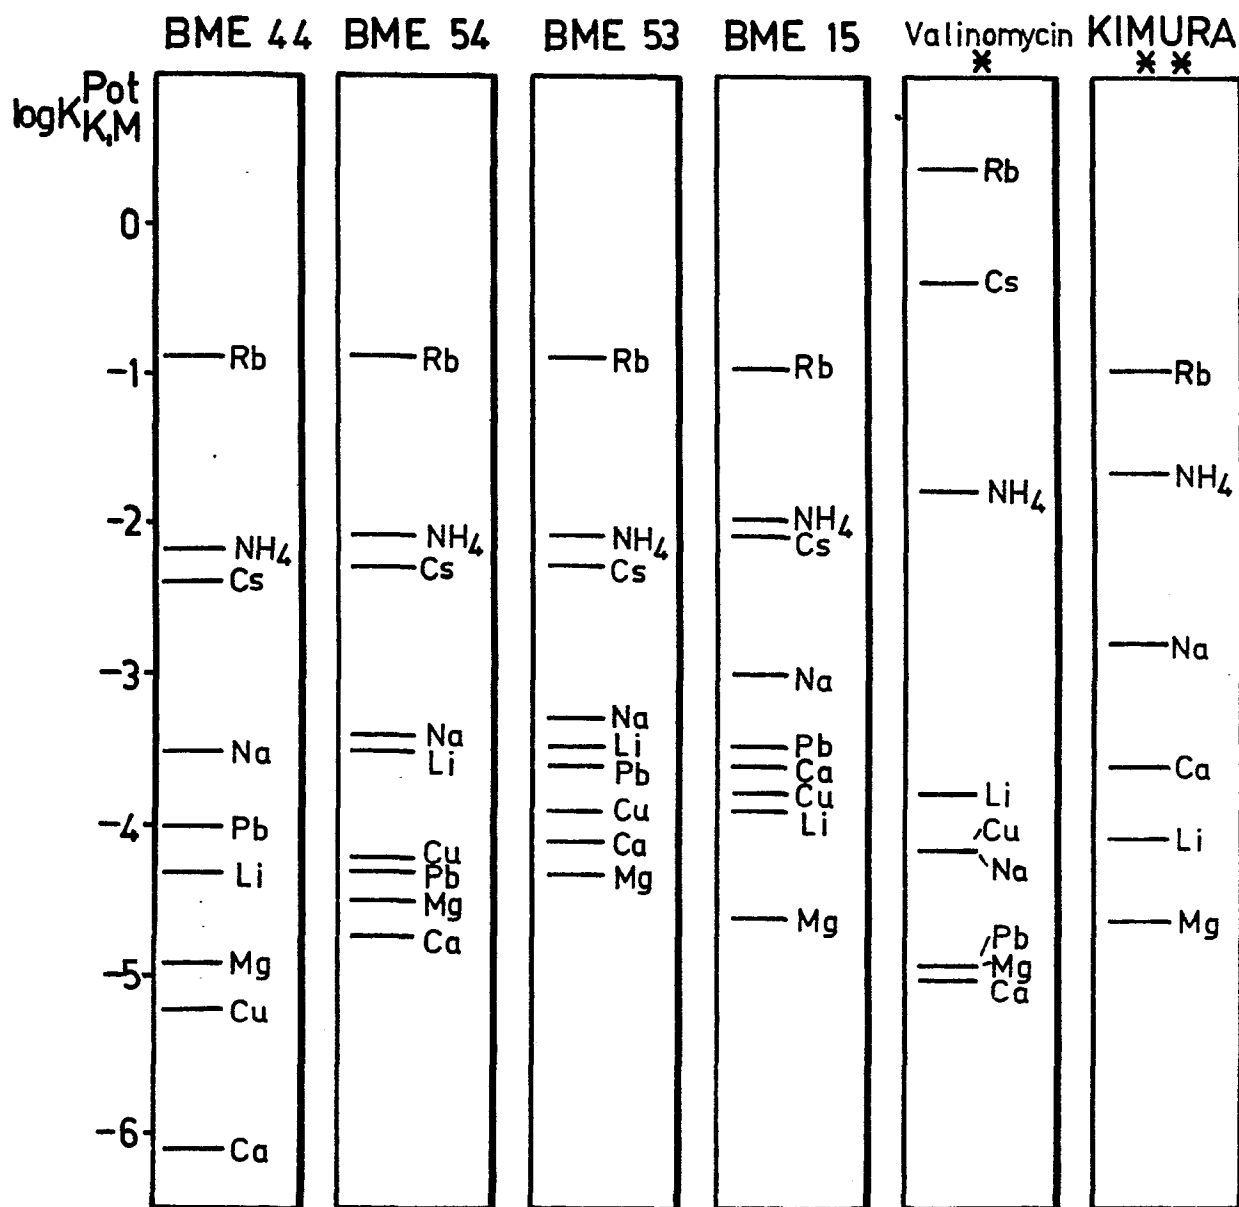 BME 44 BME 54 BME 53 BME 15 Valinomycin KIMURA
* **
log K Pot K,M
0
-1
-2
-3
-4
-5
-6
Rb
NH4
Cs
Na
Pb
Li
Mg
Cu
Ca
Rb
NH4
Cs
Na
Li
Cu
Pb
Mg
Ca
Rb
NH4
Cs
Na
Li
Pb
Cu
Ca
Mg
Rb
NH4
Cs
Na
Pb
Ca
Cu
Li
Mg
Rb
Cs
NH4
Li
Cu
Na
Pb
Mg
Ca
Rb
NH4
Na
Ca
Li
Mg